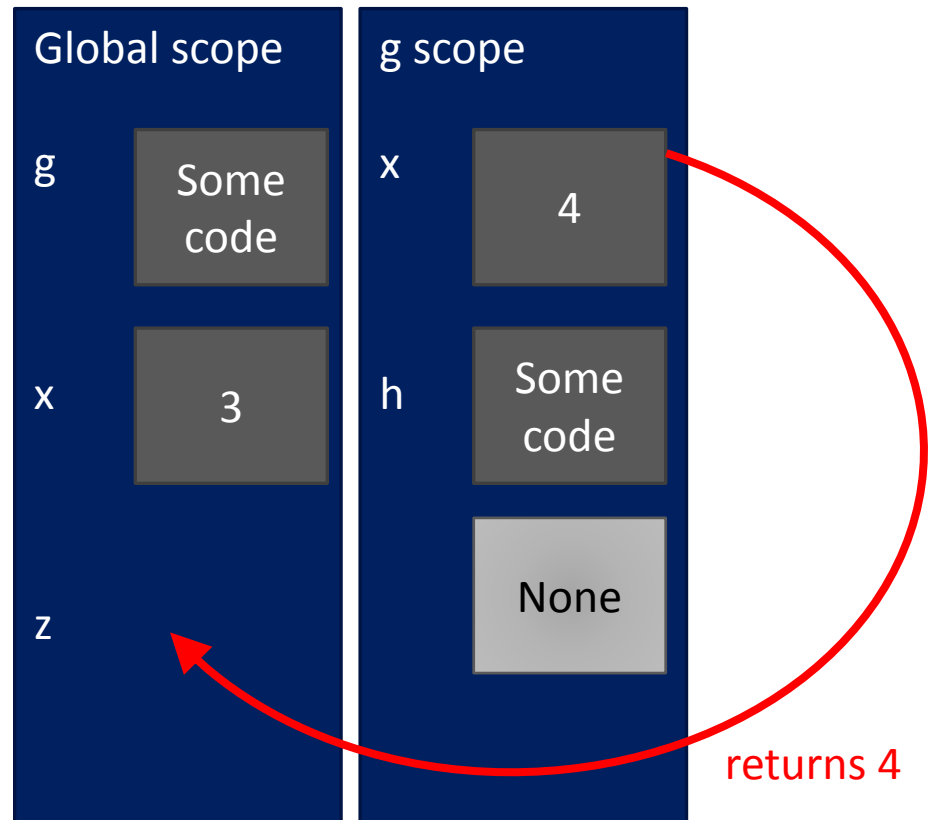 Global scope
g
Some
code
x
3
z
g scope
x
4
h
Some
code
None
returns 4